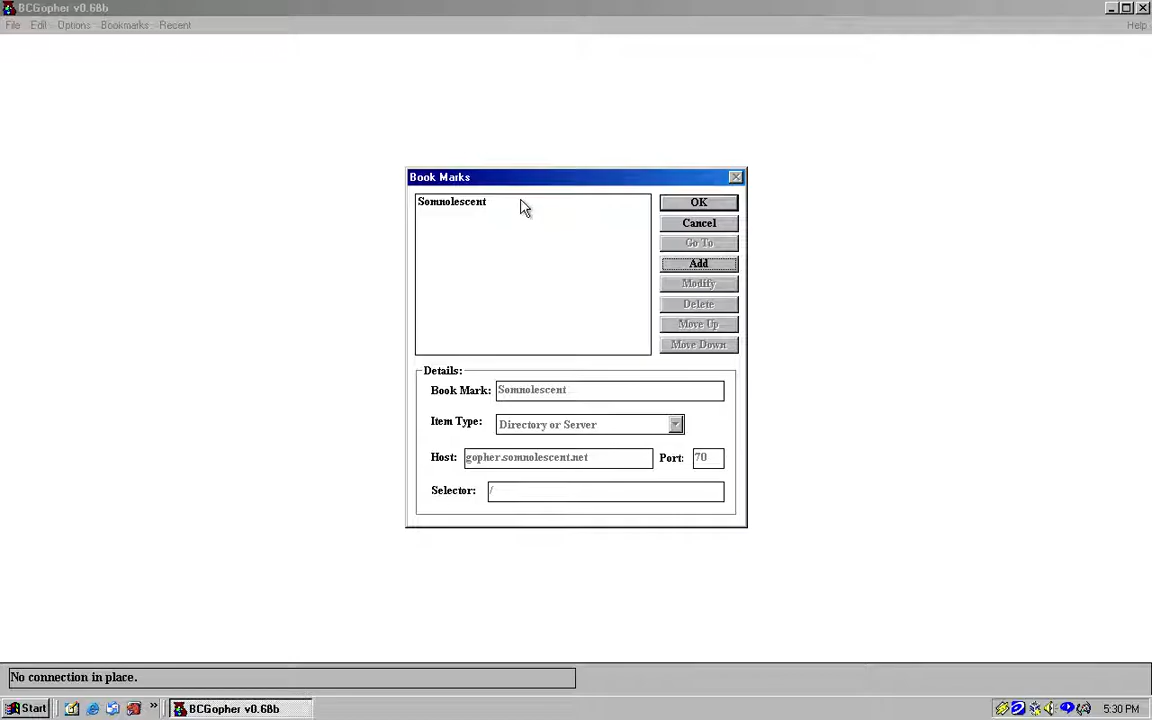 BCGopher v0.68b
File Edit Options Bookmarks Recent Help
Book Marks
Somnolescent
OK
Cancel
Go To
Add
Modify
Delete
Move Up
Move Down
Details:
Book Mark: Somnolescent
Item Type: Directory or Server
Host: gopher.somnolescent.net Port: 70
Selector: /
No connection in place.
Start » BCGopher v0.68b 5:30 PM